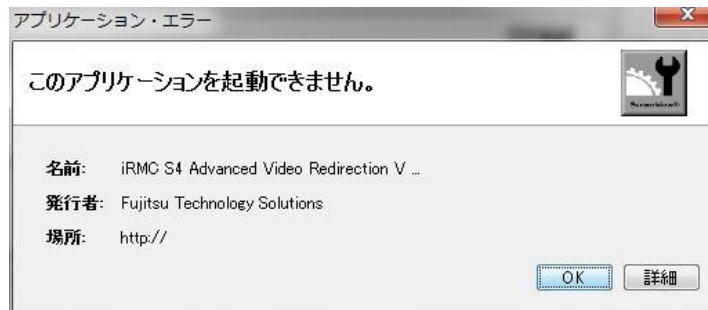 アプリケーション・エラー
このアプリケーションを起動できません。
名前: iRMC S4 Advanced Video Redirection V ...
発行者: Fujitsu Technology Solutions
場所: http://
OK 詳細